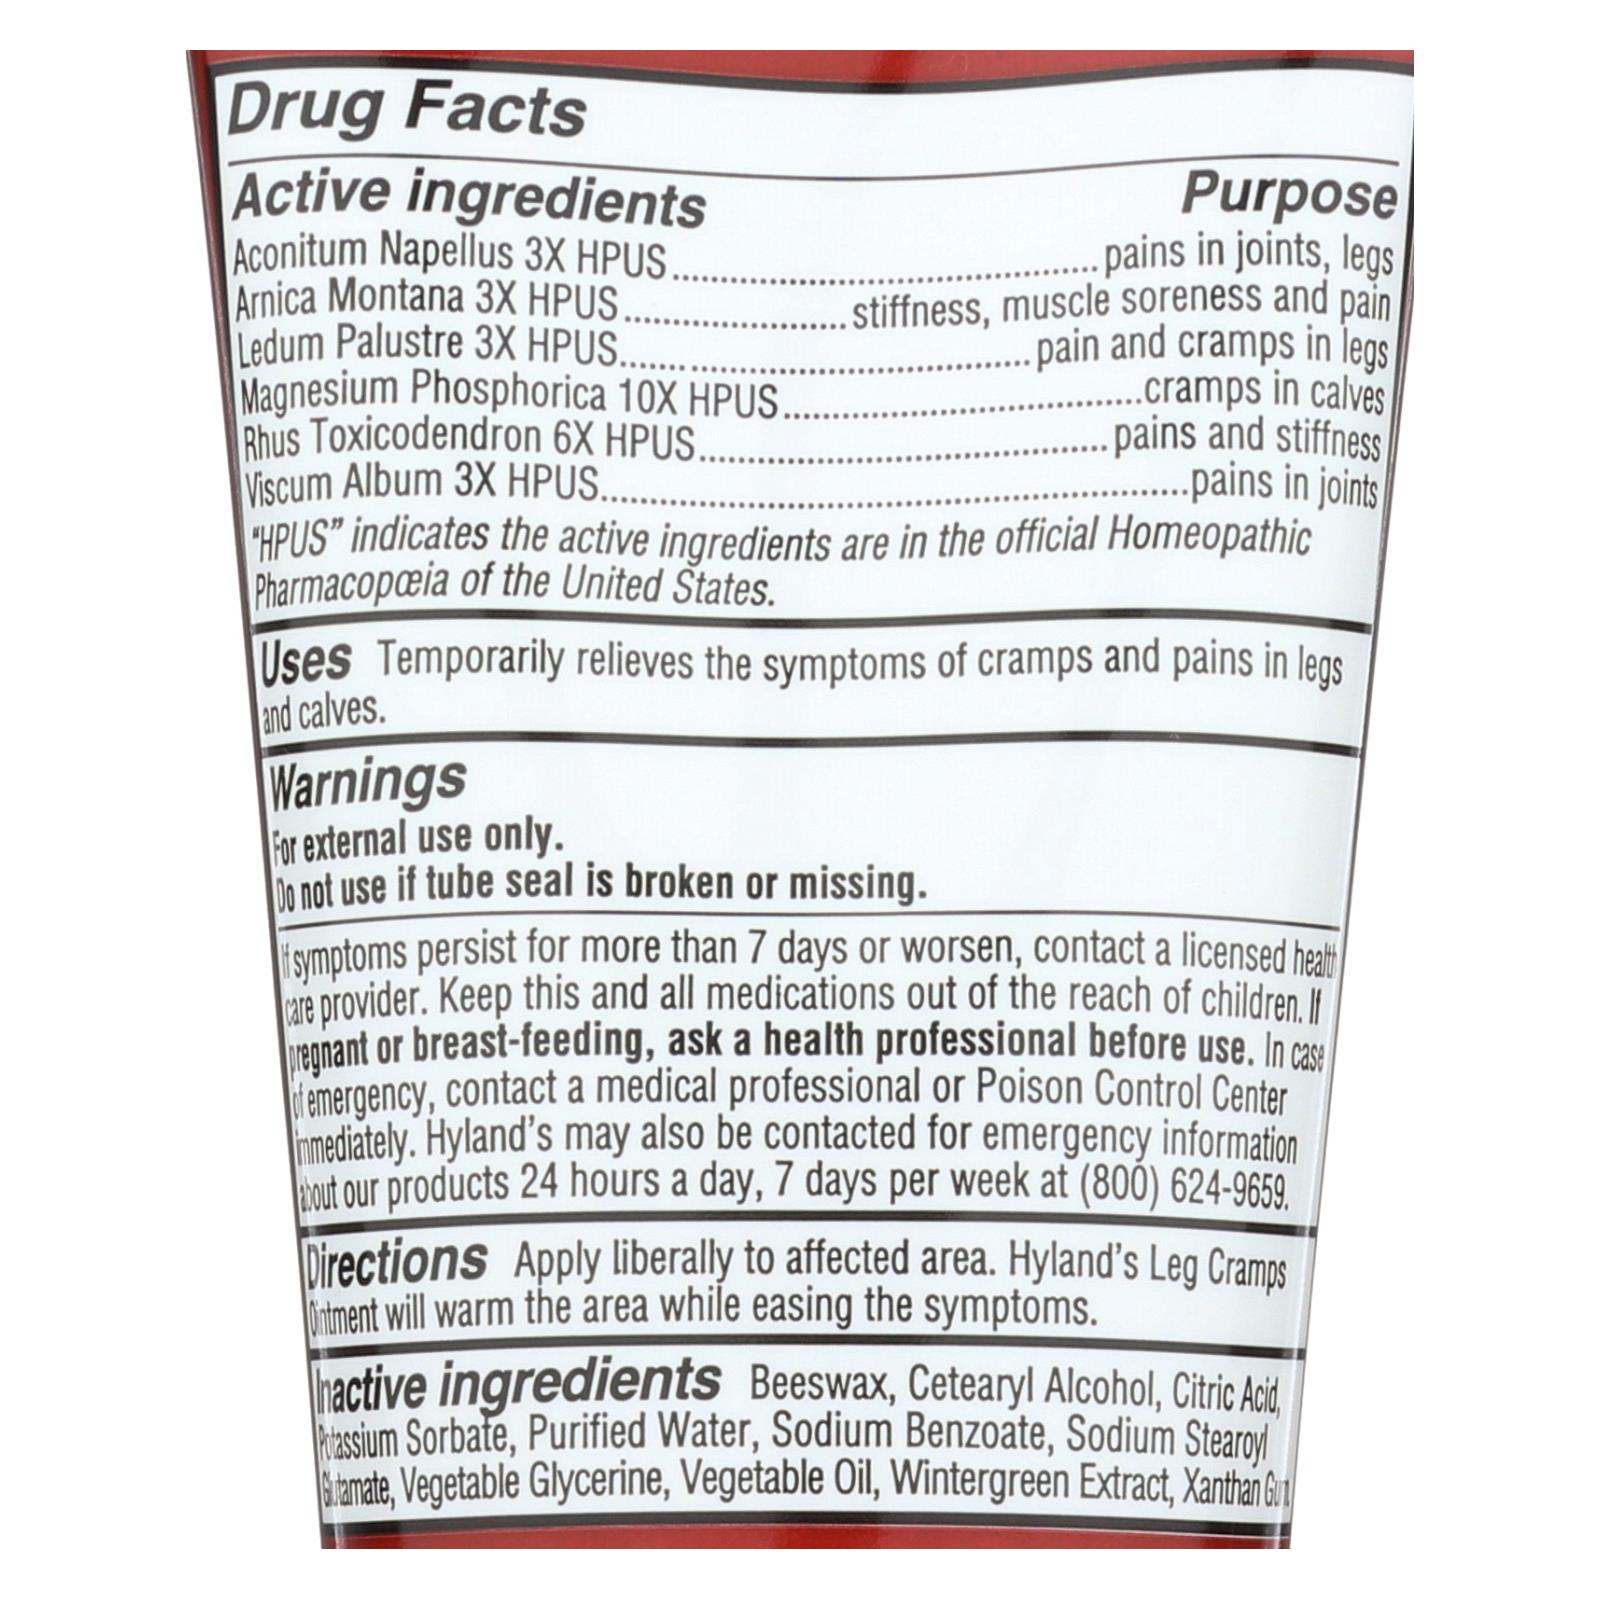 Drug Facts
Active ingredients Purpose
Aconitum Napellus 3X HPUS.......... pains in joints, legs
Arnica Montana 3X HPUS.......... stiffness, muscle soreness and pain
Ledum Palustre 3X HPUS.......... pain and cramps in legs
Magnesium Phosphorica 10X HPUS.......... cramps in calves
Rhus Toxicodendron 6X HPUS.......... pains and stiffness
Viscum Album 3X HPUS.......... pains in joints
“HPUS” indicates the active ingredients are in the official Homeopathic
Pharmacopœia of the United States.
Uses Temporarily relieves the symptoms of cramps and pains in legs
and calves.
Warnings
For external use only.
Do not use if tube seal is broken or missing.
If symptoms persist for more than 7 days or worsen, contact a licensed health
care provider. Keep this and all medications out of the reach of children. If
pregnant or breast-feeding, ask a health professional before use. In case
of emergency, contact a medical professional or Poison Control Center
immediately. Hyland’s may also be contacted for emergency information
about our products 24 hours a day, 7 days per week at (800) 624-9659.
Directions Apply liberally to affected area. Hyland’s Leg Cramps
Ointment will warm the area while easing the symptoms.
Inactive ingredients Beeswax, Cetearyl Alcohol, Citric Acid,
Potassium Sorbate, Purified Water, Sodium Benzoate, Sodium Stearoyl
Glutamate, Vegetable Glycerine, Vegetable Oil, Wintergreen Extract, Xanthan Gum.